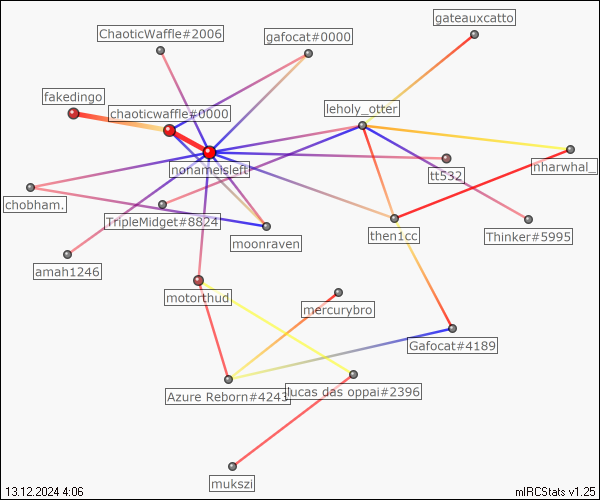 gateauxcatto
ChaoticWaffle#2006
gafocat#0000
fakedingo
chaoticwaffle#0000
leholy_otter
nonameisleft
tt532
nharwhal_
chobham.
TripleMidget#8824
moonraven
then1cc
Thinker#5995
amah1246
motorthud
mercurybro
Gafocat#4189
Azure Reborn#4243
lucas das oppai#2396
mukszi
13.12.2024 4:06
mIRCStats v1.25